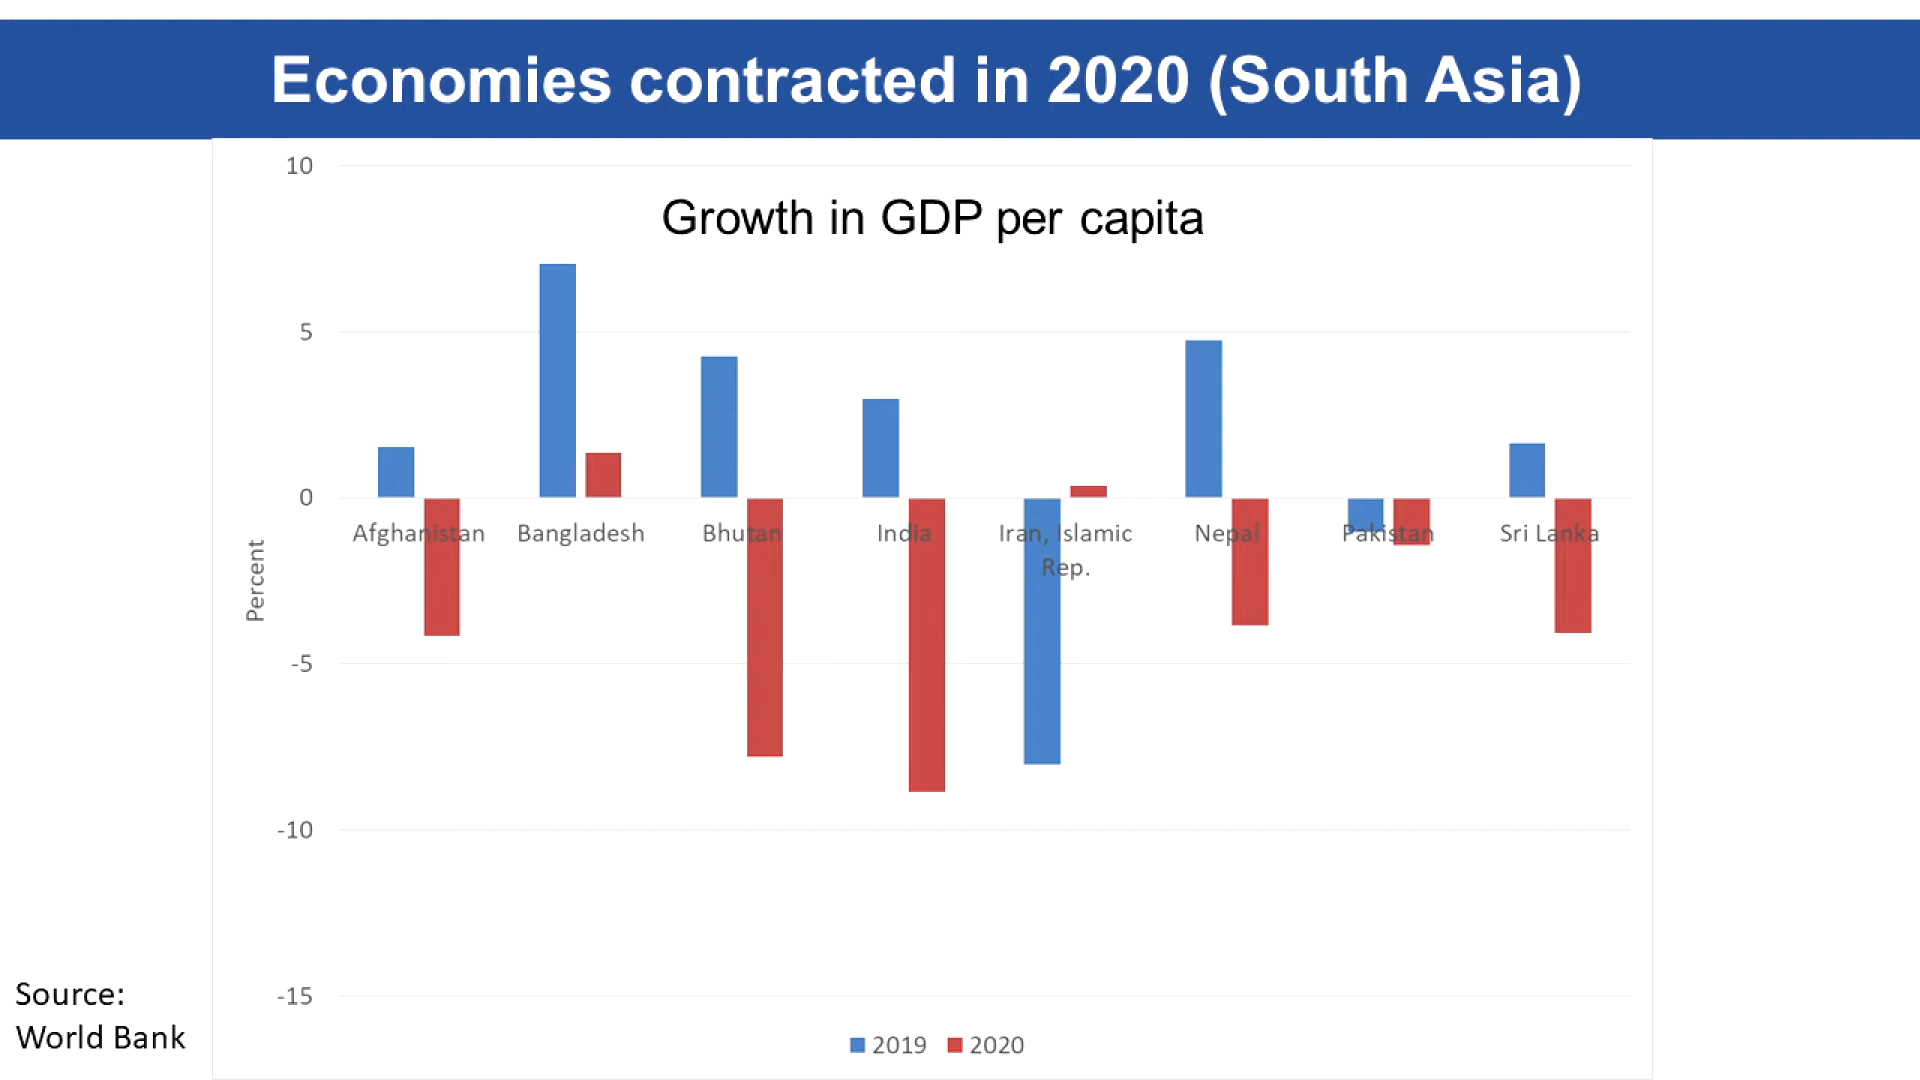 Economies contracted in 2020 (South Asia)
Growth in GDP per capita
10
5
0
-5
-10
-15
Percent
Afghanistan
Bangladesh
Bhutan
India
Iran, Islamic
Rep.
Nepal
Pakistan
Sri Lanka
2019
2020
Source:
World Bank